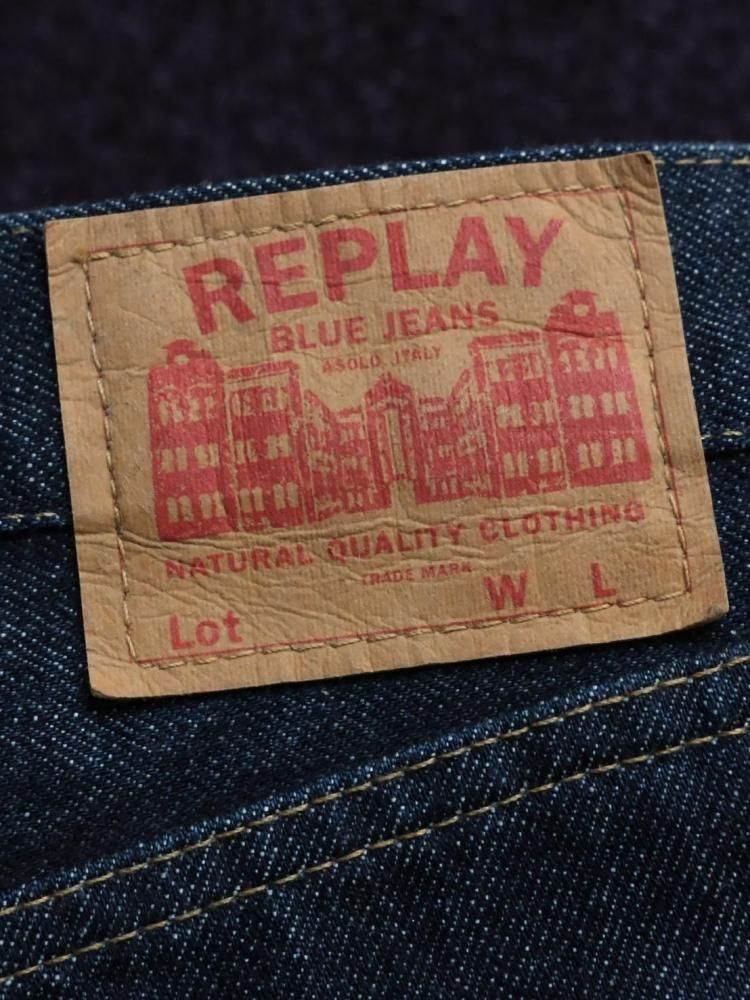 REPLAY
BLUE JEANS
ASOLO, ITALY
NATURAL QUALITY CLOTHING
TRADE MARK
Lot W L